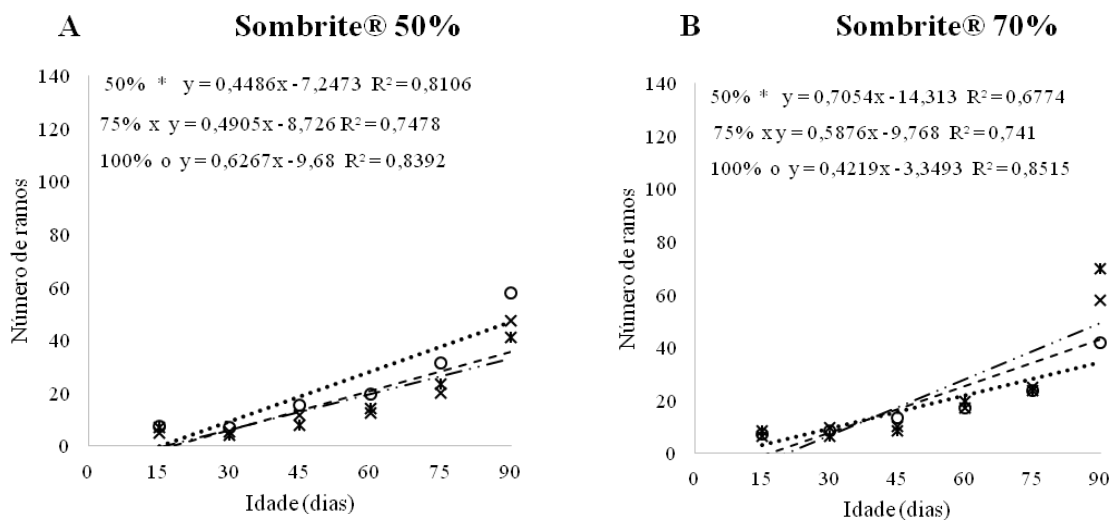 A Sombrite® 50%
50% * y = 0,4486x - 7,2473 R² = 0,8106
75% x y = 0,4905x - 8,726 R² = 0,7478
100% o y = 0,6267x - 9,68 R² = 0,8392
Número de ramos
140
120
100
80
60
40
20
0
0 15 30 45 60 75 90
Idade (dias)
B Sombrite® 70%
50% * y = 0,7054x - 14,313 R² = 0,6774
75% x y = 0,5876x - 9,768 R² = 0,741
100% o y = 0,4219x - 3,3493 R² = 0,8515
Número de ramos
140
120
100
80
60
40
20
0
0 15 30 45 60 75 90
Idade (dias)